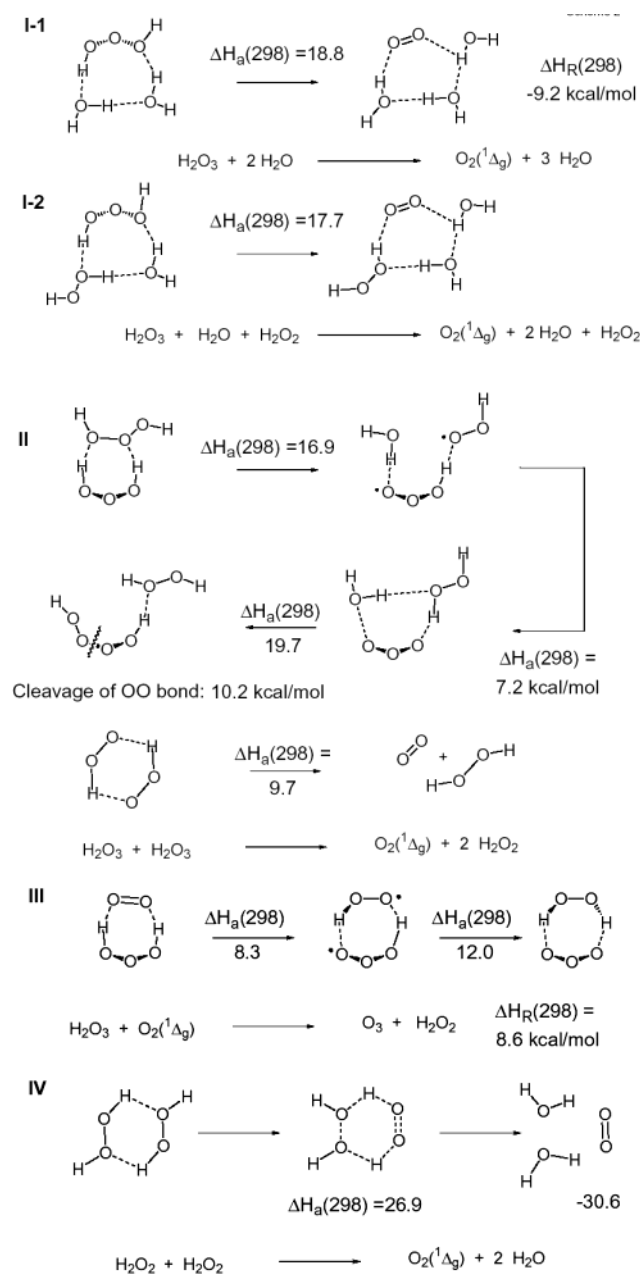 I-1
ΔHₐ(298) =18.8
ΔH_R(298)
-9.2 kcal/mol
H₂O₃ + 2 H₂O → O₂(¹Δg) + 3 H₂O
I-2
ΔHₐ(298) =17.7
H₂O₃ + H₂O + H₂O₂ → O₂(¹Δg) + 2 H₂O + H₂O₂
II
ΔHₐ(298) =16.9
ΔHₐ(298)
19.7
ΔHₐ(298) =
7.2 kcal/mol
Cleavage of OO bond: 10.2 kcal/mol
ΔHₐ(298) =
9.7
+
H₂O₃ + H₂O₃ → O₂(¹Δg) + 2 H₂O₂
III
ΔHₐ(298)
8.3
ΔHₐ(298)
12.0
H₂O₃ + O₂(¹Δg) → O₃ + H₂O₂
ΔH_R(298) =
8.6 kcal/mol
IV
ΔHₐ(298) =26.9
-30.6
H₂O₂ + H₂O₂ → O₂(¹Δg) + 2 H₂O